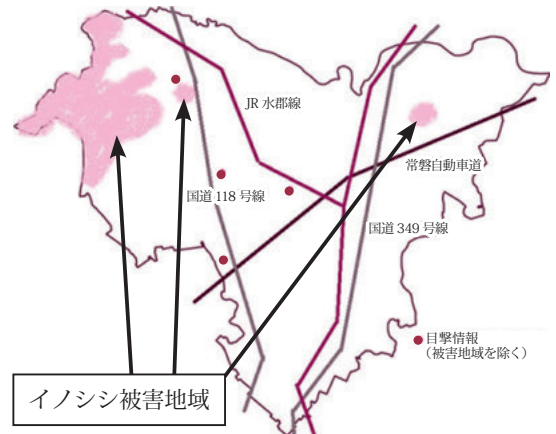 JR 水郡線
常磐自動車道
国道 118 号線
国道 349 号線
目撃情報
（被害地域を除く）
イノシシ被害地域